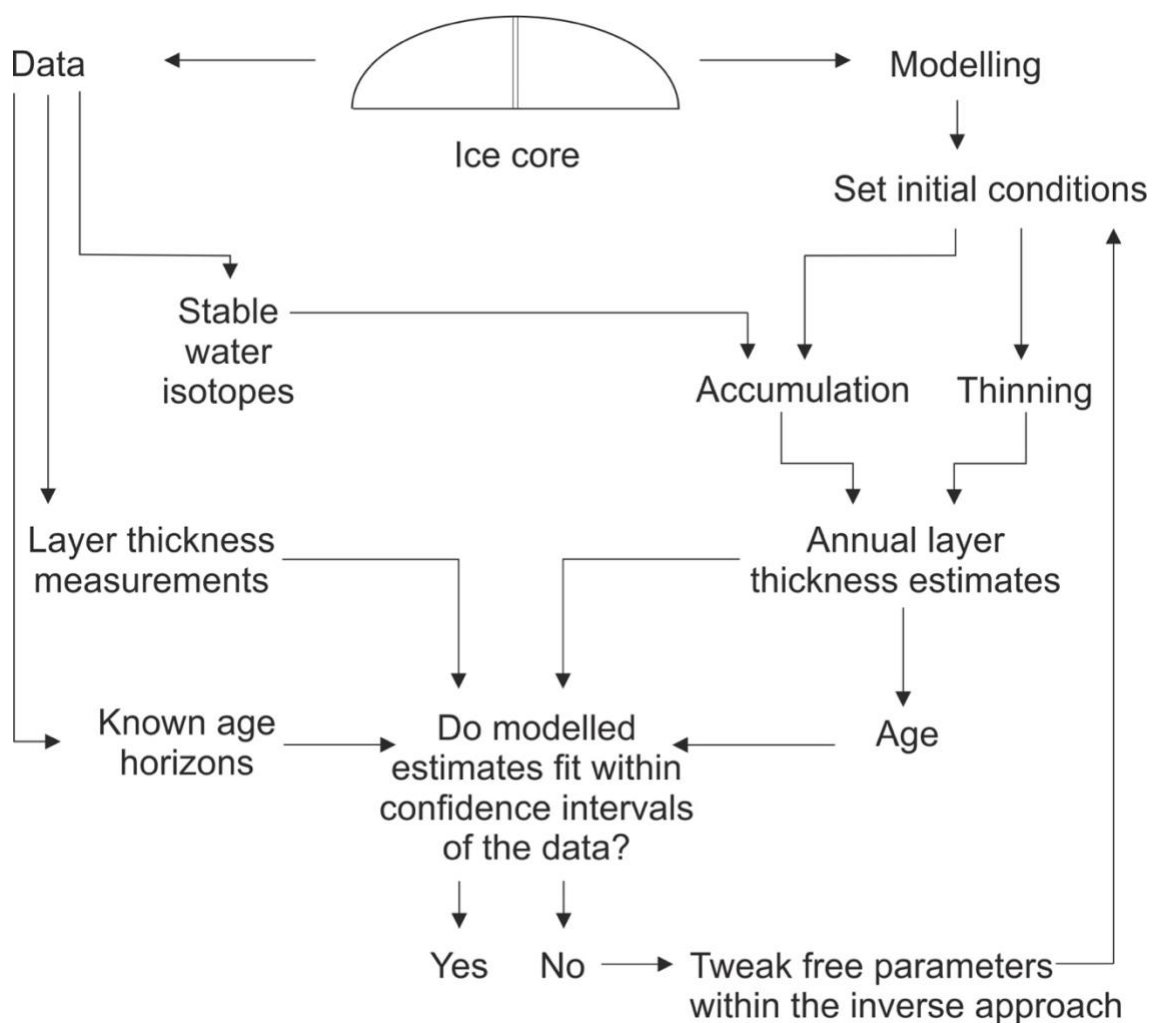 Data
Modelling
Ice core
Set initial conditions
Stable
water
isotopes
Accumulation
Thinning
Layer thickness
measurements
Annual layer
thickness estimates
Known age
horizons
Do modelled
estimates fit within
confidence intervals
of the data?
Age
Yes
No
Tweak free parameters
within the inverse approach